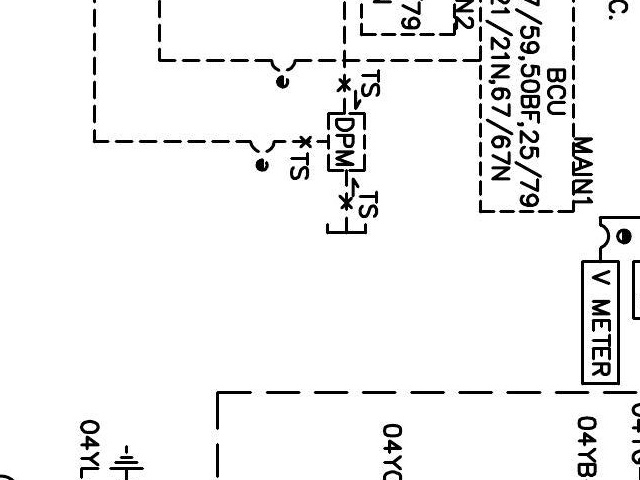 C.
N2
79
7/59,50BF,25/79
21/21N,67/67N
BCU
MAIN1
TS
DPM
TS
TS
V METER
04YL
04YB